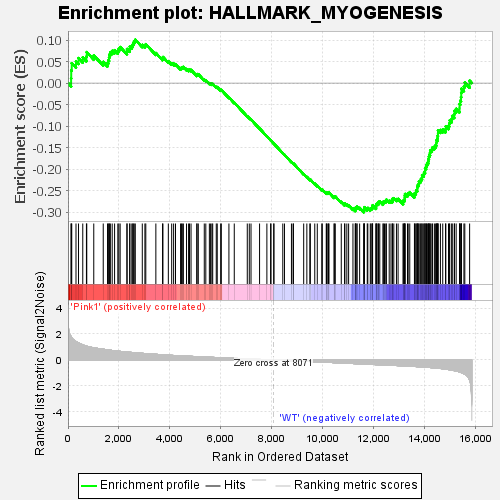 Enrichment plot: HALLMARK_MYOGENESIS
Enrichment score (ES)
0.10
0.05
0.00
-0.05
-0.10
-0.15
-0.20
-0.25
-0.30
'Pink1' (positively correlated)
Ranked list metric (Signal2Noise)
4
2
0
-2
-4
Zero cross at 8071
'WT' (negatively correlated)
0
2,000
4,000
6,000
8,000
10,000
12,000
14,000
16,000
Rank in Ordered Dataset
Enrichment profile
Hits
Ranking metric scores